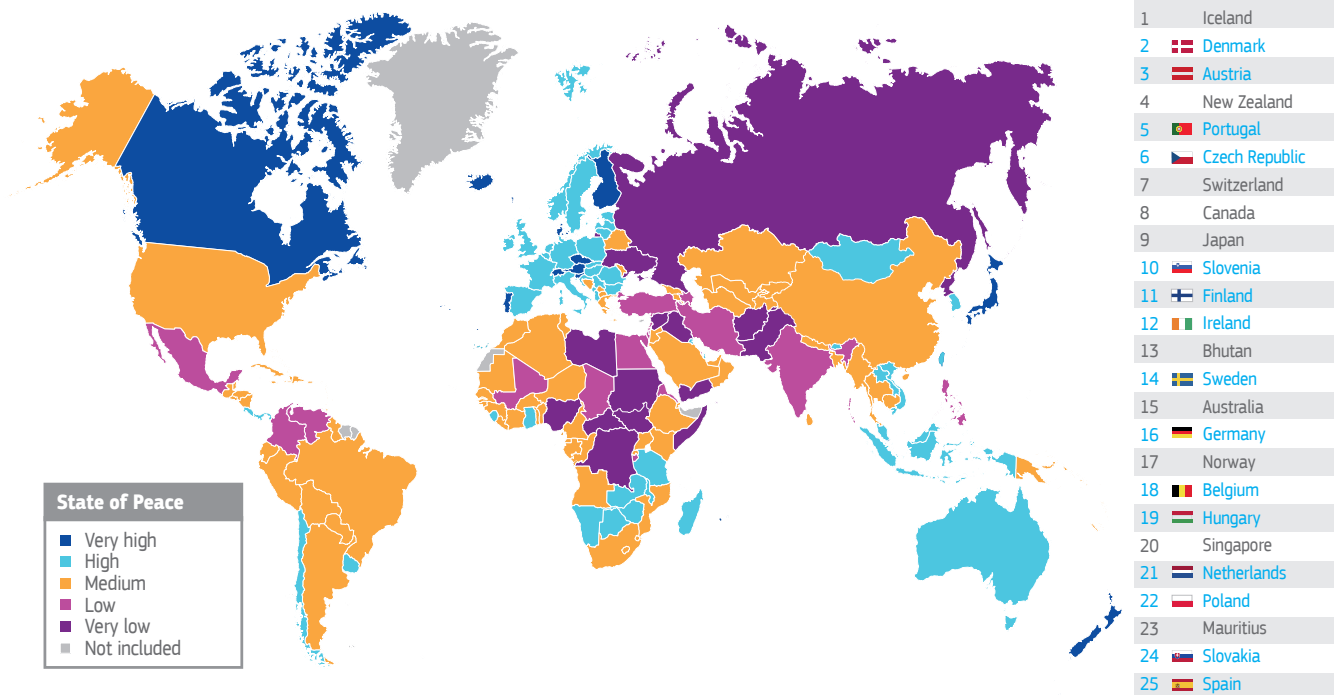 State of Peace
Very high
High
Medium
Low
Very low
Not included
1 Iceland
2 Denmark
3 Austria
4 New Zealand
5 Portugal
6 Czech Republic
7 Switzerland
8 Canada
9 Japan
10 Slovenia
11 Finland
12 Ireland
13 Bhutan
14 Sweden
15 Australia
16 Germany
17 Norway
18 Belgium
19 Hungary
20 Singapore
21 Netherlands
22 Poland
23 Mauritius
24 Slovakia
25 Spain